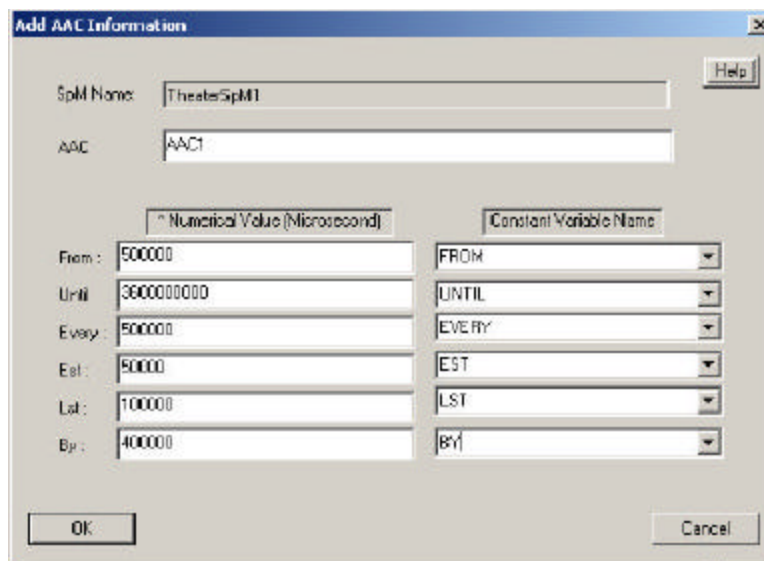 Add AAC Information
Help
SpM Name: TheaterSpM1
AAC AAC1
* Numerical Value (Microsecond) Constant Variable Name
From : 500000 FROM
Until 3600000000 UNTIL
Every : 500000 EVERY
Est : 50000 EST
Lst : 100000 LST
By : 400000 BY
OK Cancel